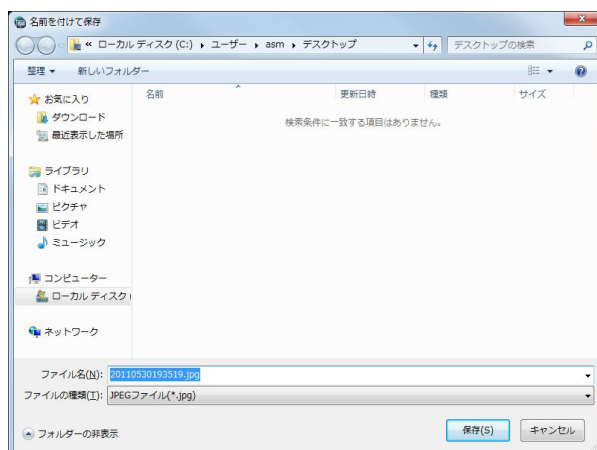 名前を付けて保存
« ローカル ディスク (C:) ▸ ユーザー ▸ asm ▸ デスクトップ
デスクトップの検索
整理 ▼ 新しいフォルダー
お気に入り
ダウンロード
最近表示した場所
ライブラリ
ドキュメント
ピクチャ
ビデオ
ミュージック
コンピューター
ローカル ディスク (
ネットワーク
名前 更新日時 種類 サイズ
検索条件に一致する項目はありません。
ファイル名(N): 20110530193519.jpg
ファイルの種類(T): JPEGファイル(*.jpg)
フォルダーの非表示
保存(S) キャンセル